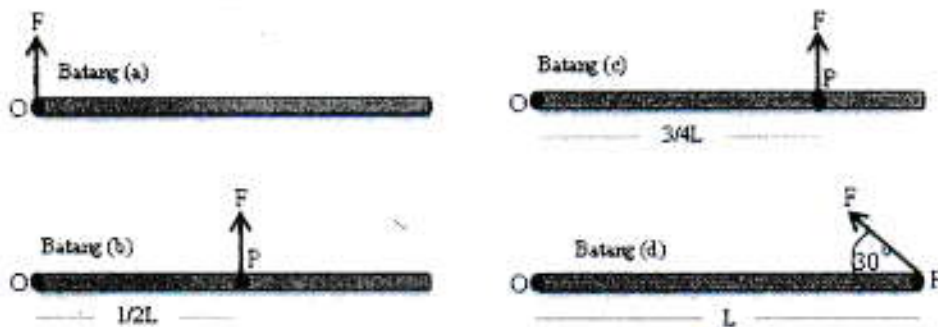 F
Batang (a)
O
F
Batang (c)
P
O
3/4L
F
Batang (b)
P
O
1/2L
F
Batang (d)
30°
O
L